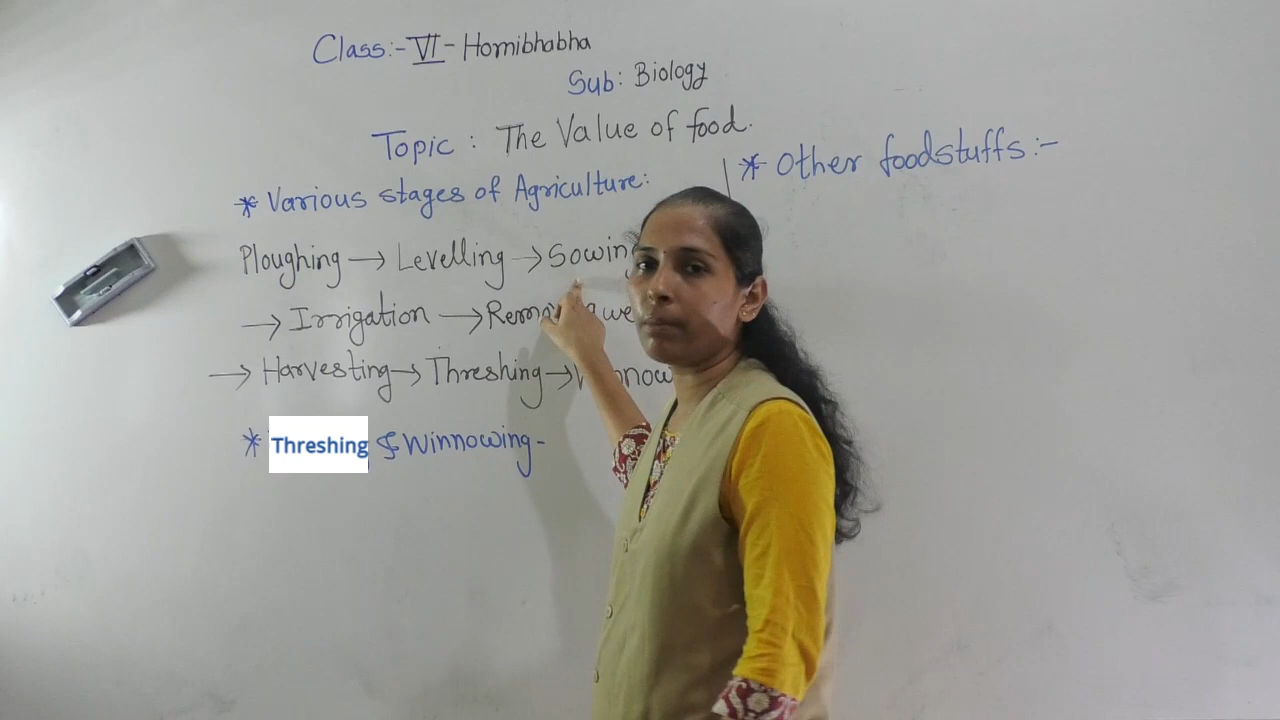 Class:- VI - Homibhabha
Sub: Biology
Topic : The Value of food.
* Various stages of Agriculture:
Ploughing → Levelling → Sowing
→ Irrigation →
→ Harvesting → Threshing →
* Threshing & Winnowing -
* Other foodstuffs :-